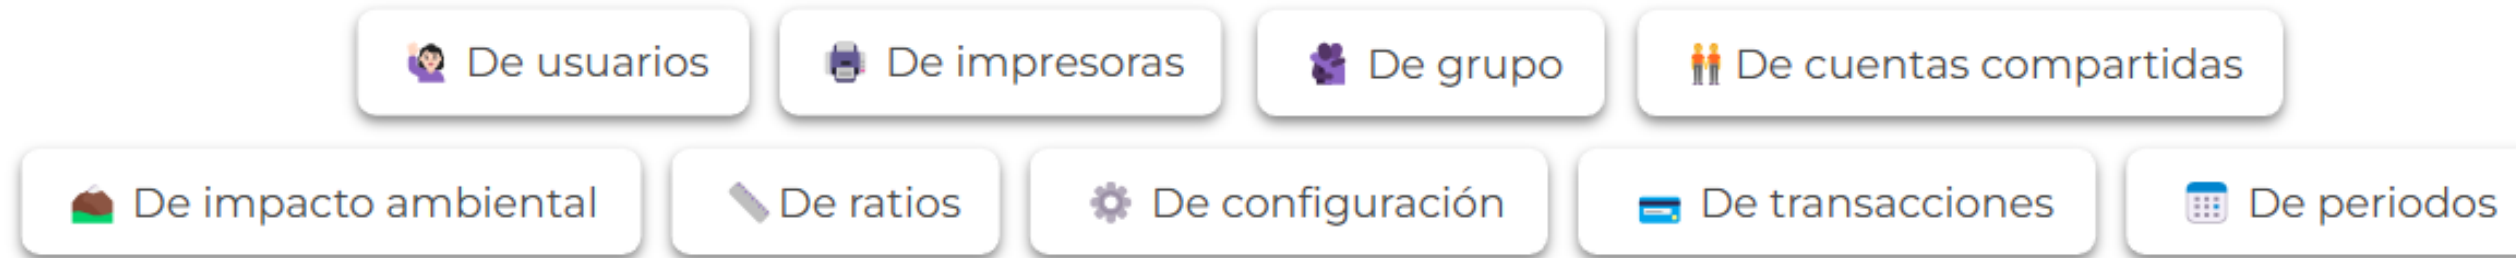 De usuarios De impresoras De grupo De cuentas compartidas
De impacto ambiental De ratios De configuración De transacciones De periodos